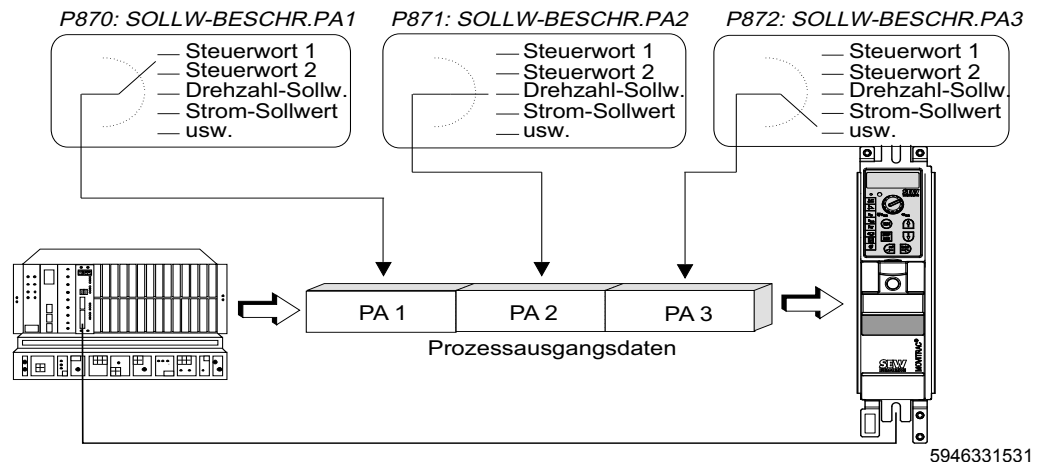 P870: SOLLW-BESCHR.PA1
P871: SOLLW-BESCHR.PA2
P872: SOLLW-BESCHR.PA3
Steuerwort 1
Steuerwort 2
Drehzahl-Sollw.
Strom-Sollwert
usw.
Steuerwort 1
Steuerwort 2
Drehzahl-Sollw.
Strom-Sollwert
usw.
Steuerwort 1
Steuerwort 2
Drehzahl-Sollw.
Strom-Sollwert
usw.
PA 1
PA 2
PA 3
Prozessausgangsdaten
SEW
MOVITRAC®
5946331531